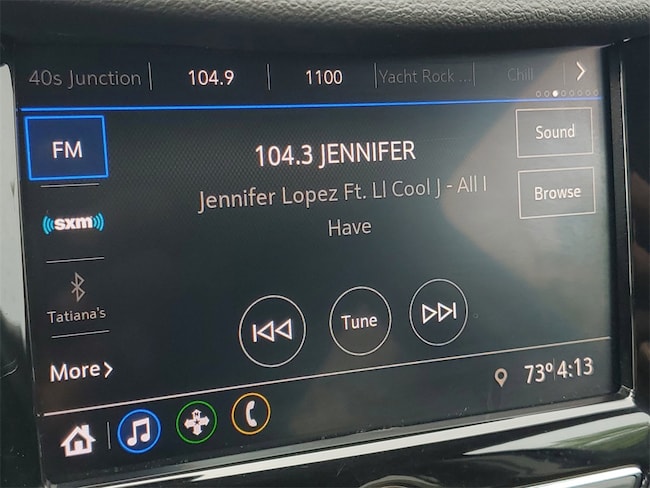 40s Junction 104.9 1100 Yacht Rock ... Chill
FM
104.3 JENNIFER
Sound
Jennifer Lopez Ft. Ll Cool J - All I
Have
Browse
((sxm))
Tatiana's
Tune
More
73° 4:13